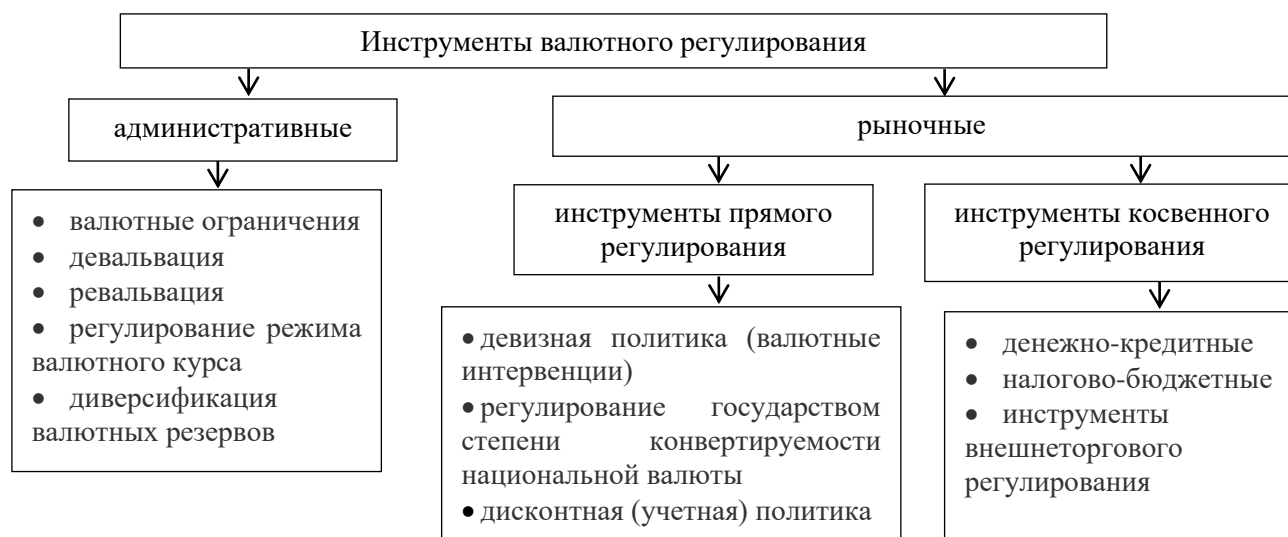 Инструменты валютного регулирования
административные
рыночные
• валютные ограничения
• девальвация
• ревальвация
• регулирование режима
валютного курса
• диверсификация
валютных резервов
инструменты прямого
регулирования
• девизная политика (валютные
интервенции)
• регулирование государством
степени конвертируемости
национальной валюты
• дисконтная (учетная) политика
инструменты косвенного
регулирования
• денежно-кредитные
• налогово-бюджетные
• инструменты
внешнеторгового
регулирования